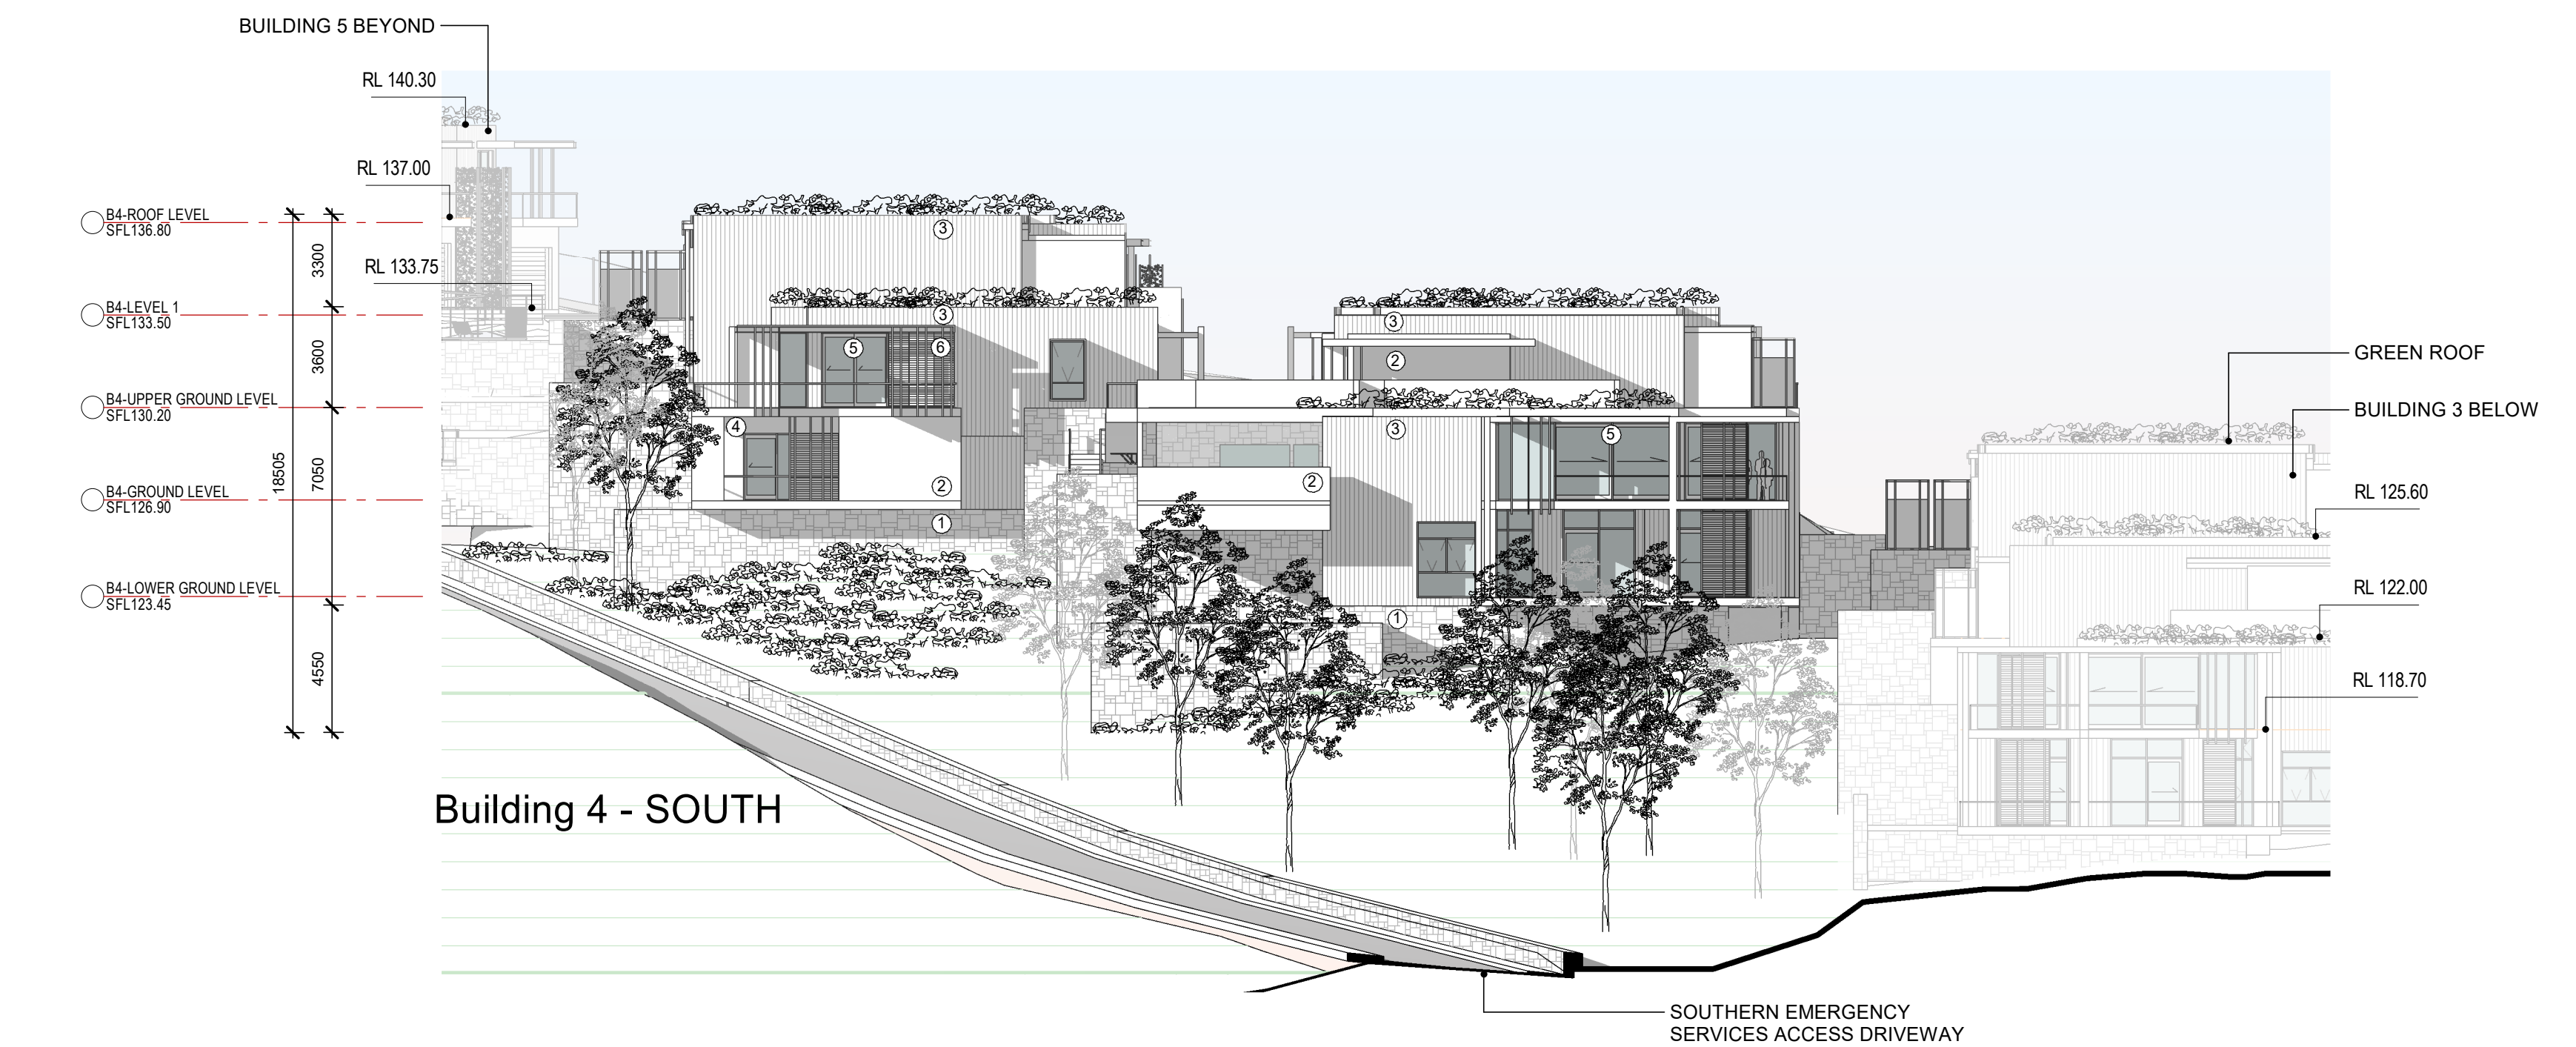 BUILDING 5 BEYOND
RL 140.30
RL 137.00
B4-ROOF LEVEL
SFL136.80
3300
RL 133.75
B4-LEVEL 1
SFL133.50
3600
B4-UPPER GROUND LEVEL
SFL130.20
18505
7050
B4-GROUND LEVEL
SFL126.90
B4-LOWER GROUND LEVEL
SFL123.45
4550
3
3
5
6
4
2
1
3
2
3
5
2
1
GREEN ROOF
BUILDING 3 BELOW
RL 125.60
RL 122.00
RL 118.70
Building 4 - SOUTH
SOUTHERN EMERGENCY
SERVICES ACCESS DRIVEWAY